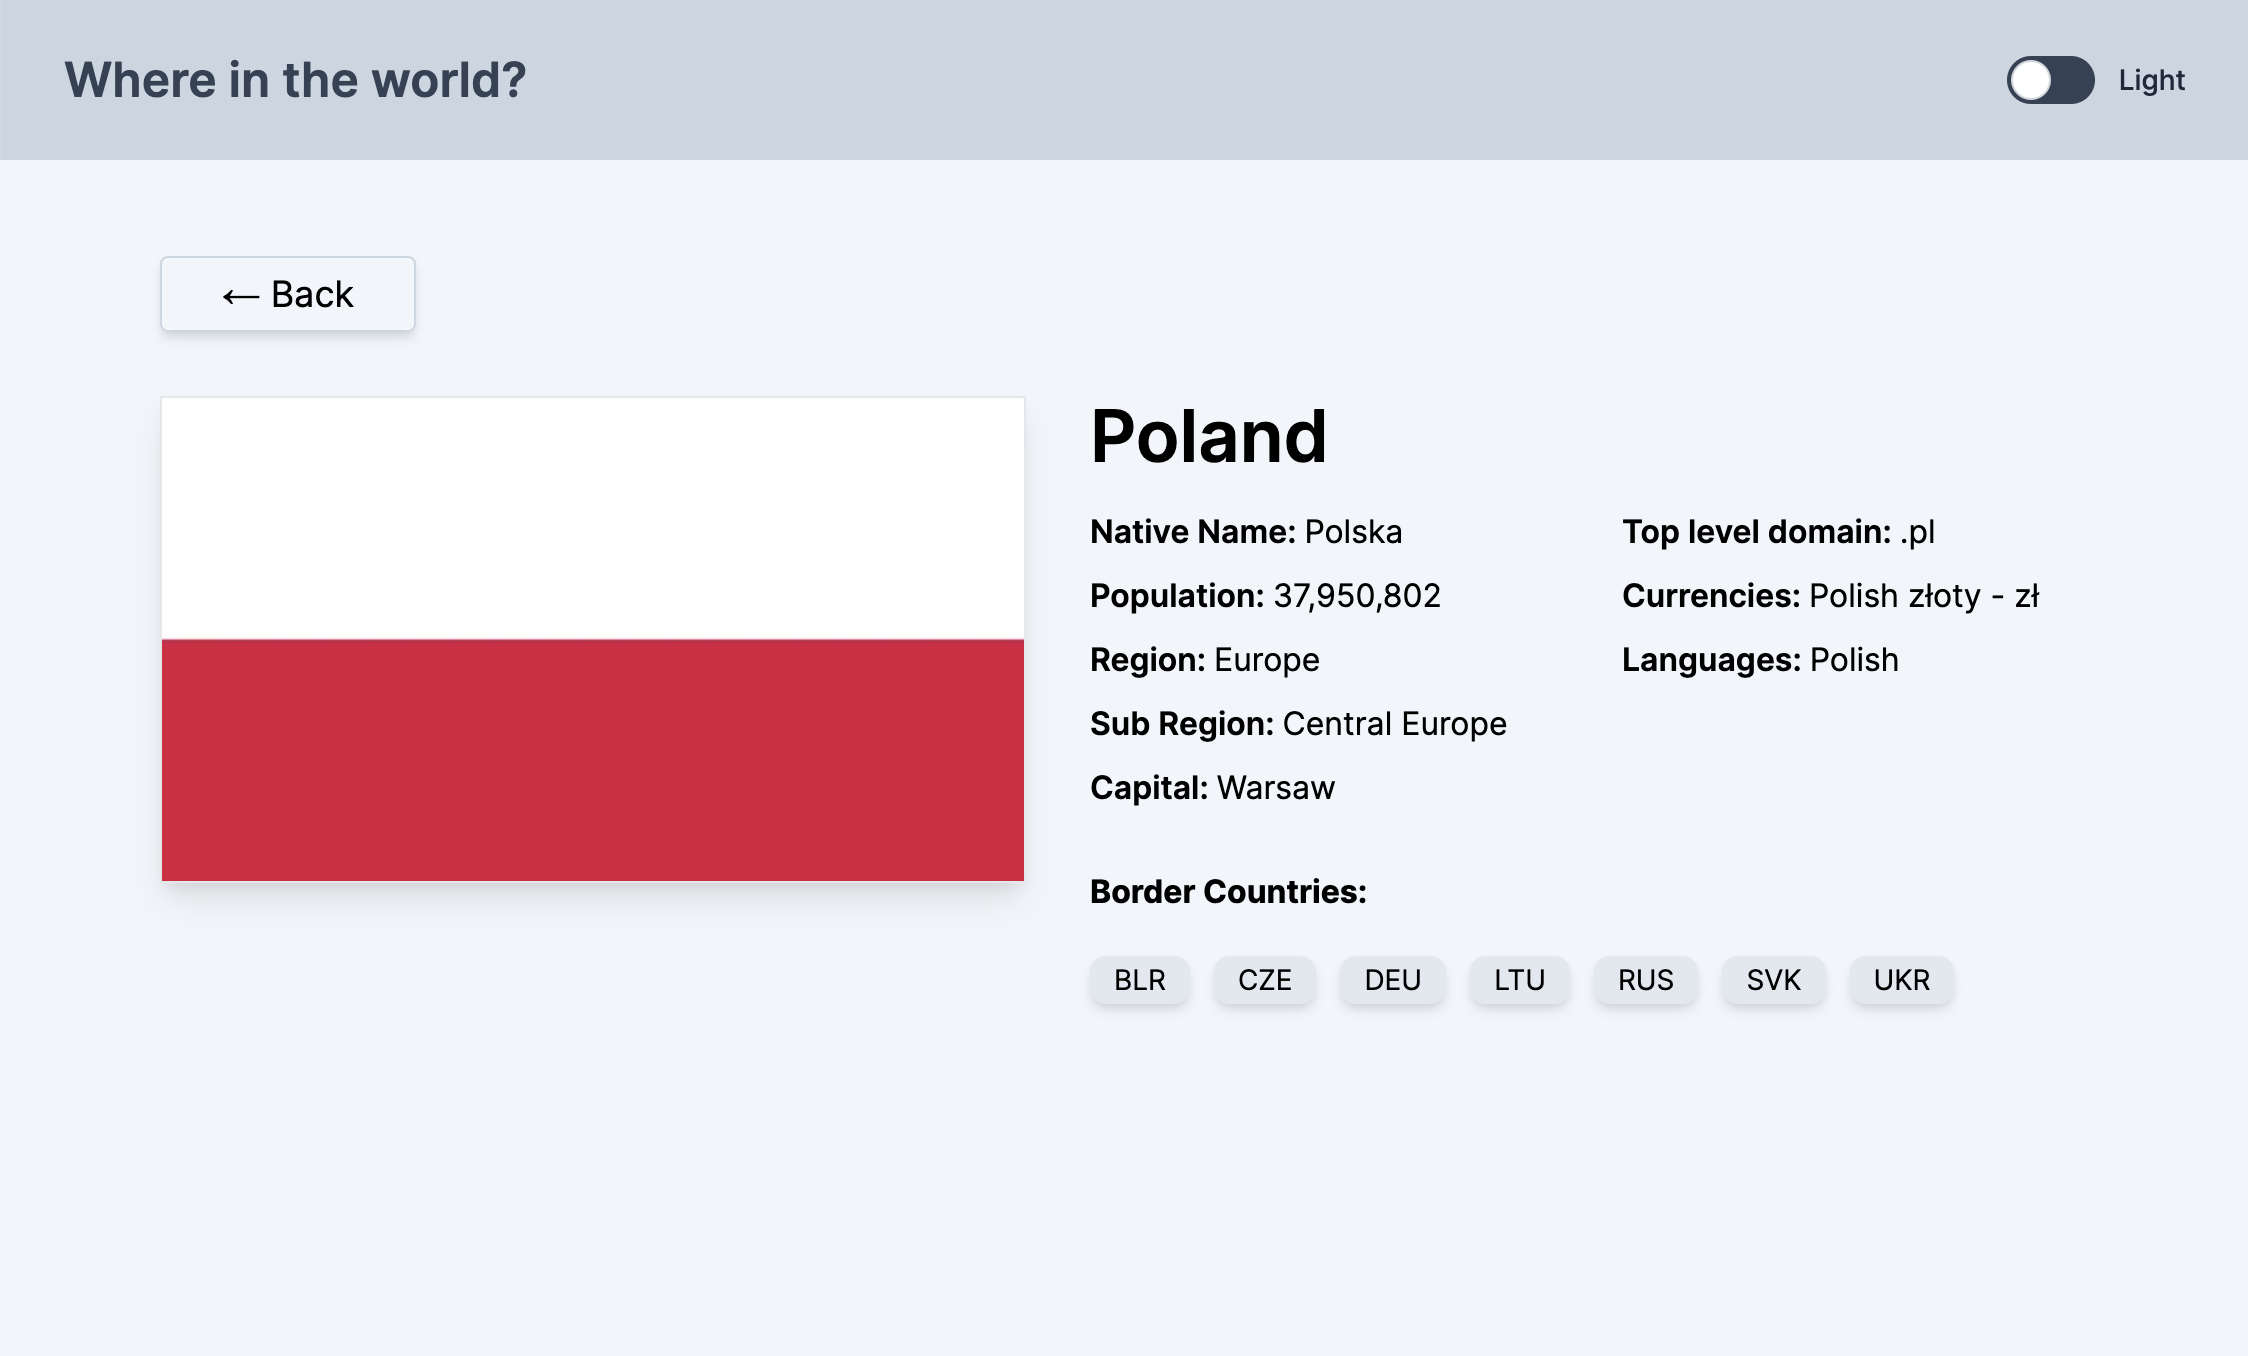 Where in the world?
Light
← Back
Poland
Native Name: Polska
Population: 37,950,802
Region: Europe
Sub Region: Central Europe
Capital: Warsaw
Top level domain: .pl
Currencies: Polish złoty - zł
Languages: Polish
Border Countries:
BLR CZE DEU LTU RUS SVK UKR